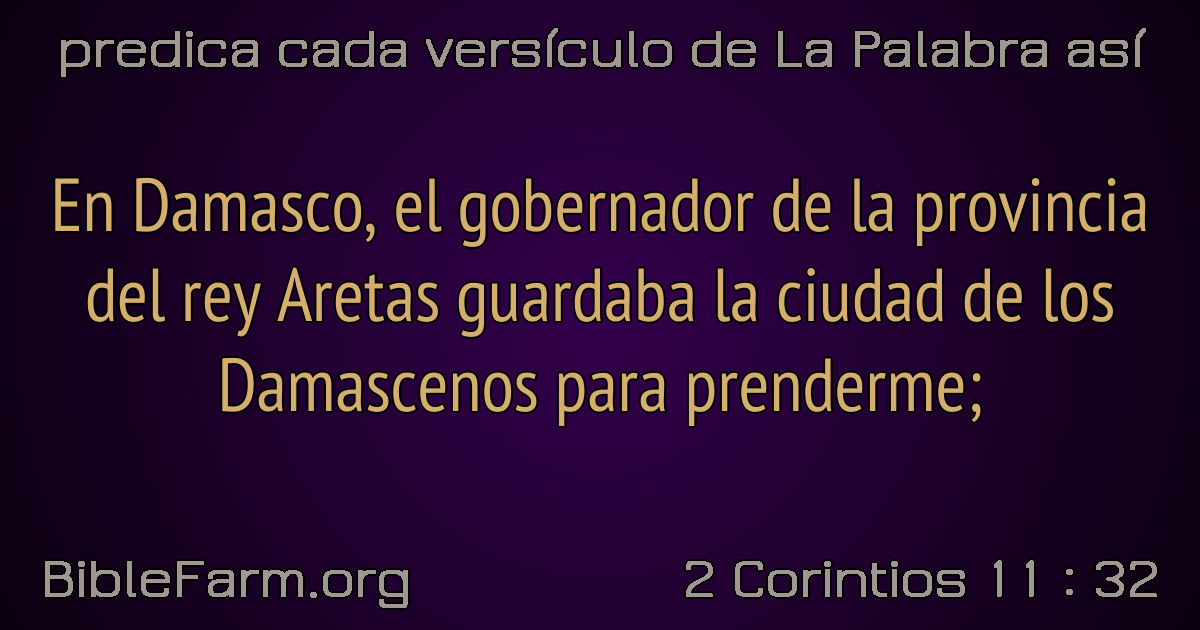 predica cada versículo de La Palabra así
En Damasco, el gobernador de la provincia
del rey Aretas guardaba la ciudad de los
Damascenos para prenderme;
BibleFarm.org
2 Corintios 11 : 32